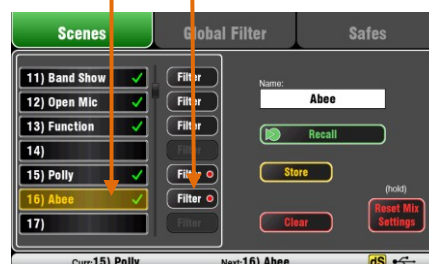 Scenes Global Filter Safes
11) Band Show Filter
12) Open Mic Filter
13) Function Filter
14) Filter
15) Polly Filter
16) Abee Filter
17) Filter
Name:
Abee
Recall
Store
(hold)
Clear
Reset Mix
Settings
Curr:15) Polly Next:16) Abee dS